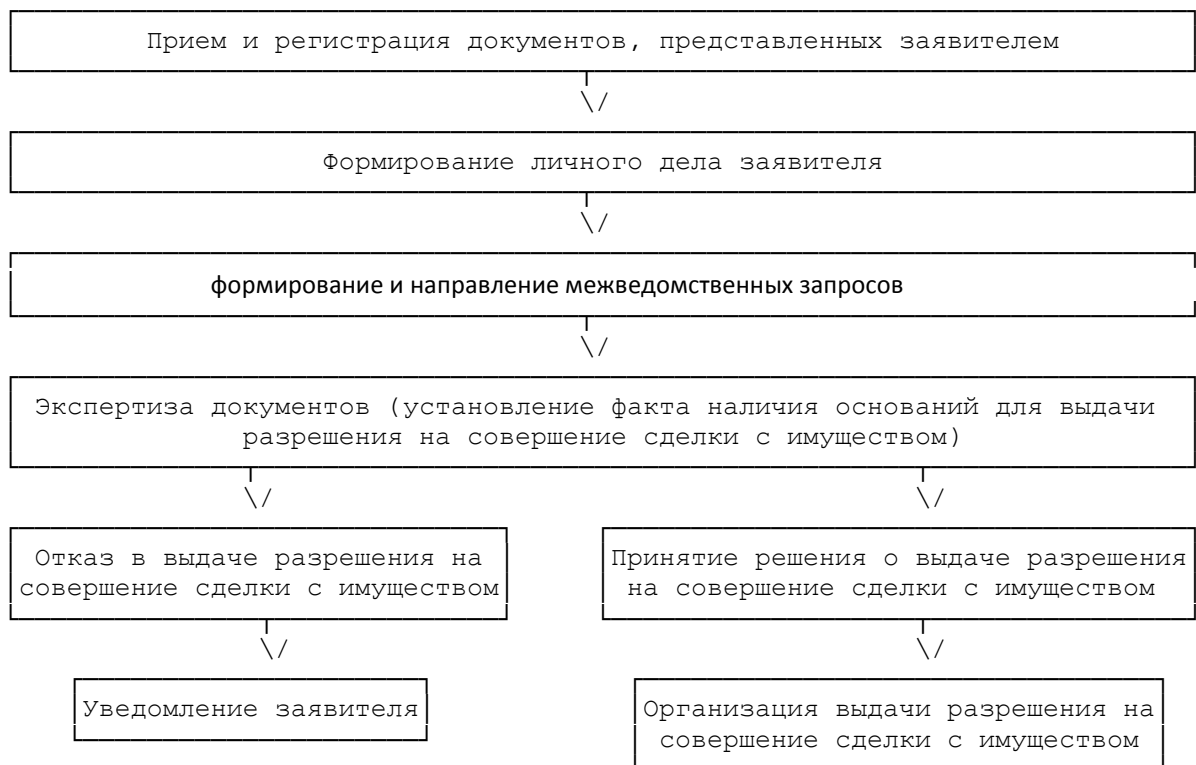 Прием и регистрация документов, представленных заявителем
Формирование личного дела заявителя
формирование и направление межведомственных запросов
Экспертиза документов (установление факта наличия оснований для выдачи
разрешения на совершение сделки с имуществом)
Отказ в выдаче разрешения на
совершение сделки с имуществом
Принятие решения о выдаче разрешения
на совершение сделки с имуществом
Уведомление заявителя
Организация выдачи разрешения на
совершение сделки с имуществом